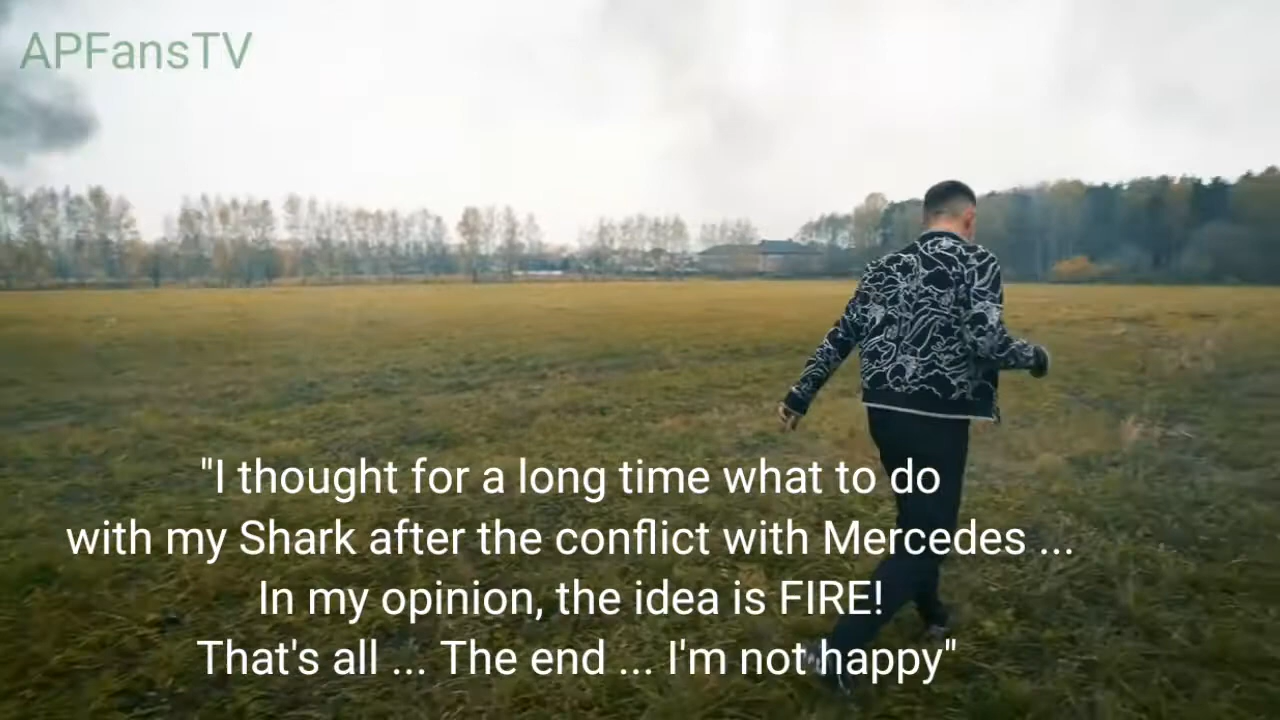 APFansTV
"I thought for a long time what to do
with my Shark after the conflict with Mercedes ...
In my opinion, the idea is FIRE!
That's all ... The end ... I'm not happy"